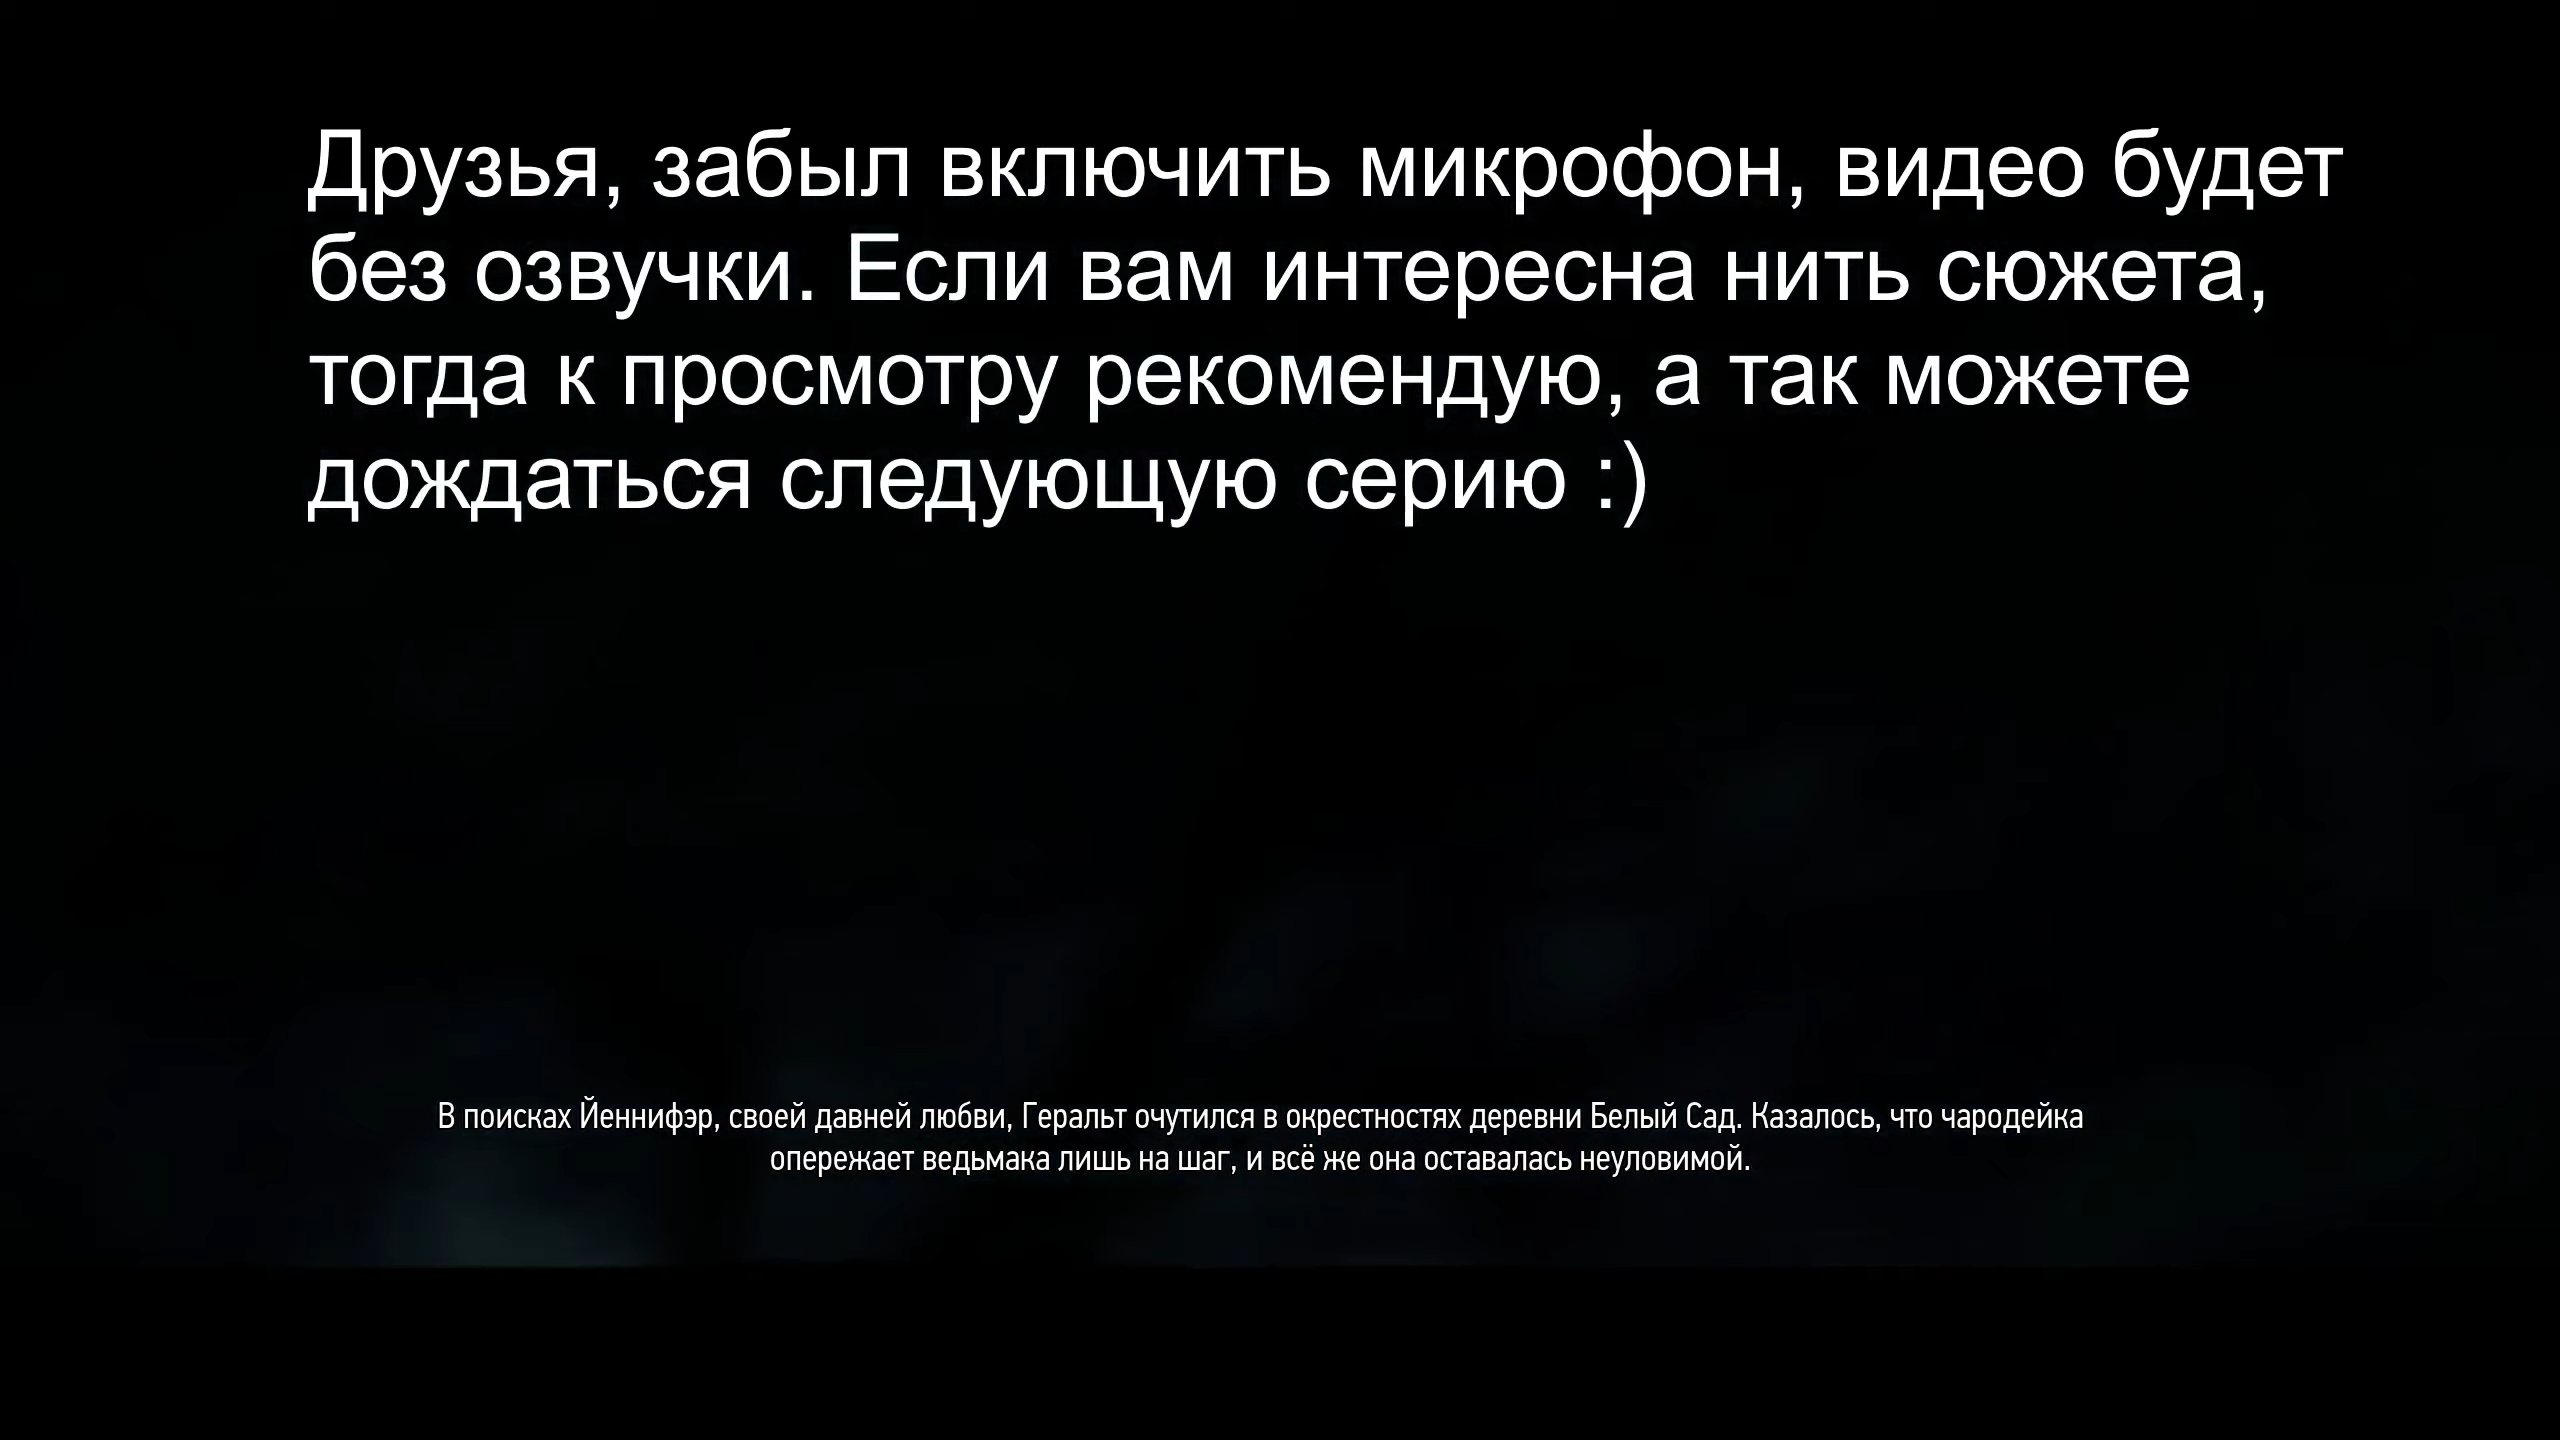 Друзья, забыл включить микрофон, видео будет
без озвучки. Если вам интересна нить сюжета,
тогда к просмотру рекомендую, а так можете
дождаться следующую серию :)
В поисках Йеннифэр, своей давней любви, Геральт очутился в окрестностях деревни Белый Сад. Казалось, что чародейка
опережает ведьмака лишь на шаг, и всё же она оставалась неуловимой.